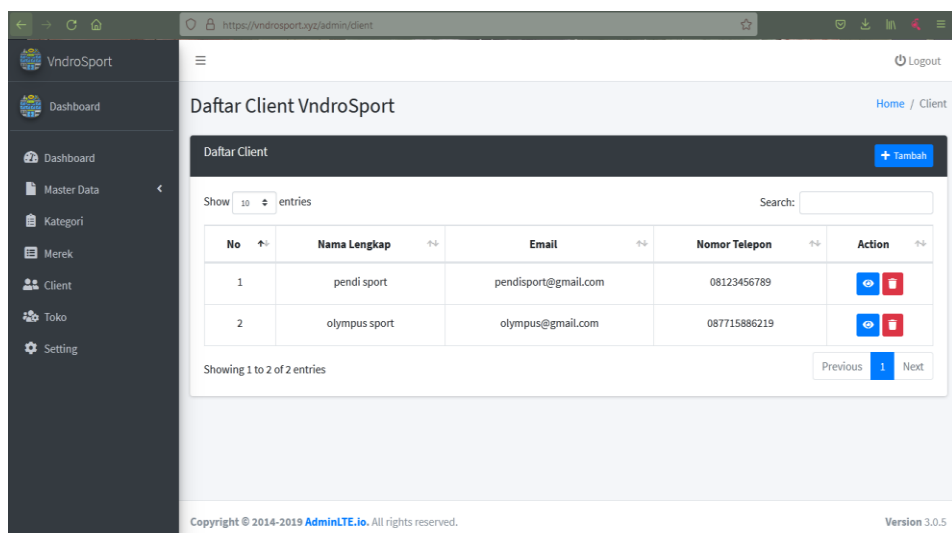 https://vndrosport.xyz/admin/client
VndroSport
Logout
Dashboard
Daftar Client VndroSport
Home / Client
Dashboard
Master Data
Kategori
Merek
Client
Toko
Setting
Daftar Client
+ Tambah
Show 10 entries
Search:
No Nama Lengkap Email Nomor Telepon Action
1 pendi sport pendisport@gmail.com 08123456789
2 olympus sport olympus@gmail.com 087715886219
Showing 1 to 2 of 2 entries
Previous 1 Next
Copyright © 2014-2019 AdminLTE.io. All rights reserved.
Version 3.0.5